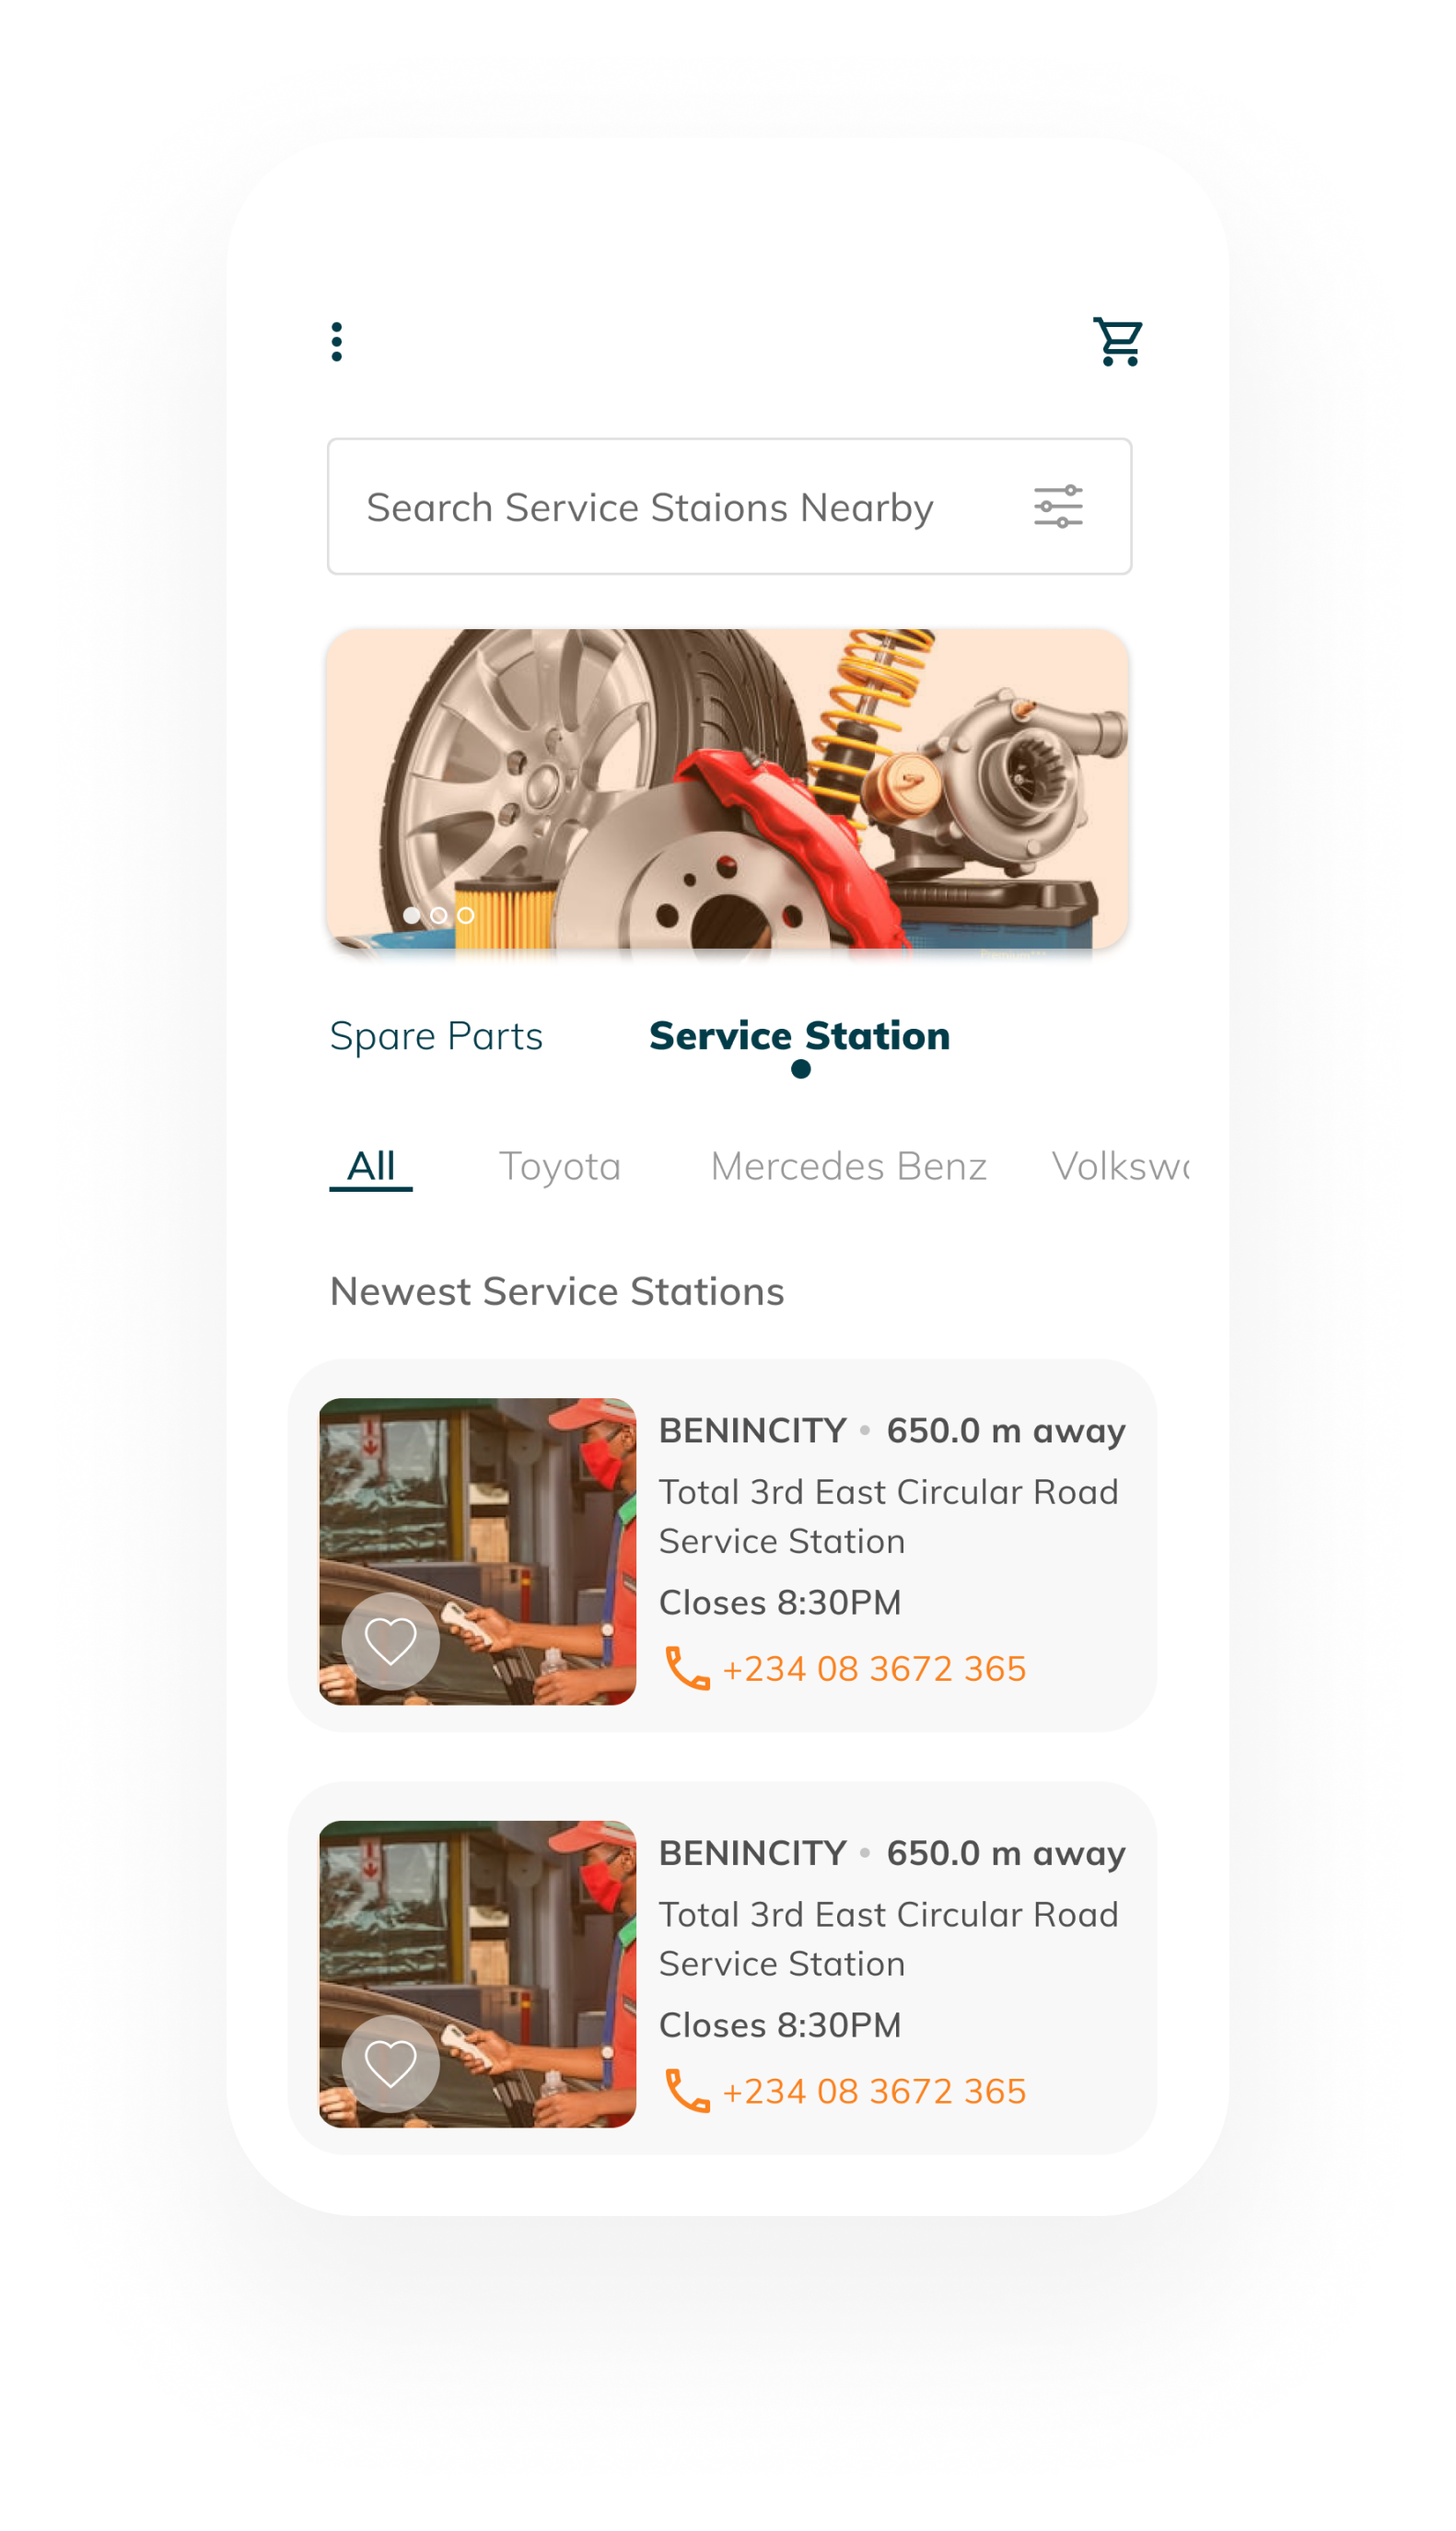 Search Service Staions Nearby
Spare Parts Service Station
All Toyota Mercedes Benz Volksw
Newest Service Stations
BENINCITY • 650.0 m away
Total 3rd East Circular Road
Service Station
Closes 8:30PM
+234 08 3672 365
BENINCITY • 650.0 m away
Total 3rd East Circular Road
Service Station
Closes 8:30PM
+234 08 3672 365